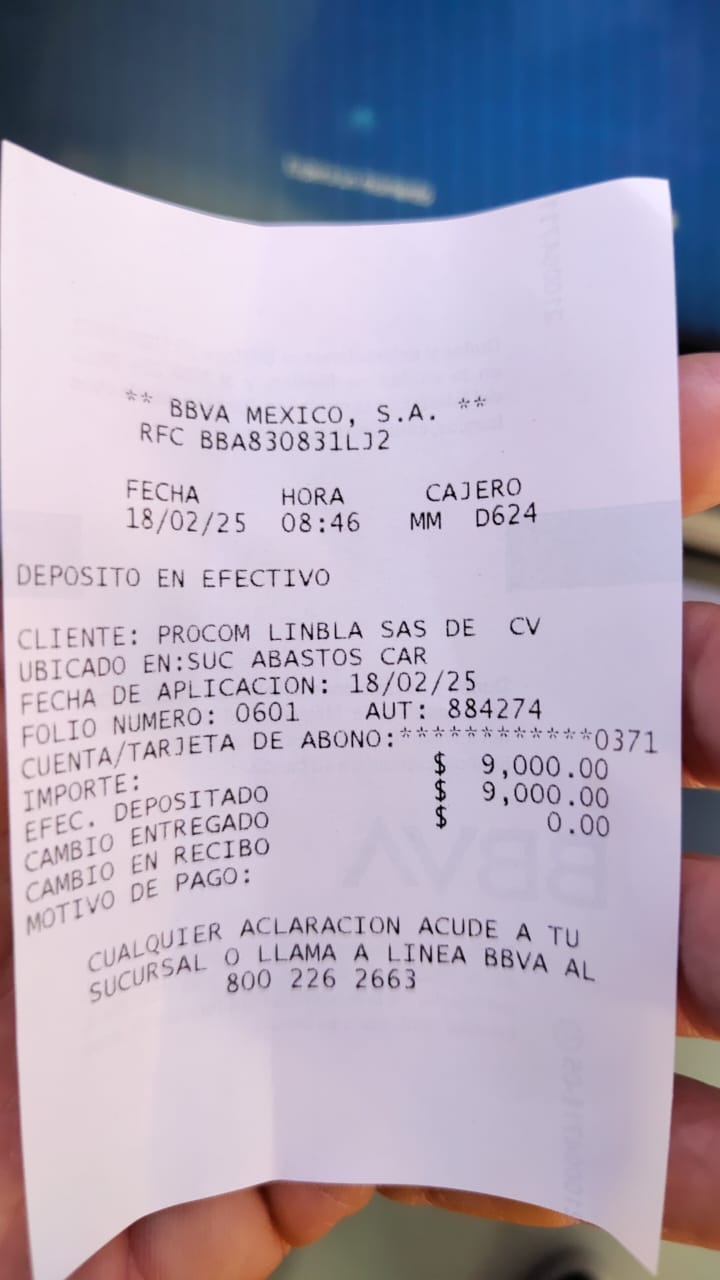 ** BBVA MEXICO, S.A. **
RFC BBA830831LJ2
FECHA HORA CAJERO
18/02/25 08:46 MM D624
DEPOSITO EN EFECTIVO
CLIENTE: PROCOM LINBLA SAS DE CV
UBICADO EN:SUC ABASTOS CAR
FECHA DE APLICACION: 18/02/25
FOLIO NUMERO: 0601 AUT: 884274
CUENTA/TARJETA DE ABONO:************0371
IMPORTE: $ 9,000.00
EFEC. DEPOSITADO $ 9,000.00
CAMBIO ENTREGADO $ 0.00
CAMBIO EN RECIBO
MOTIVO DE PAGO:
CUALQUIER ACLARACION ACUDE A TU
SUCURSAL O LLAMA A LINEA BBVA AL
800 226 2663
BBVA